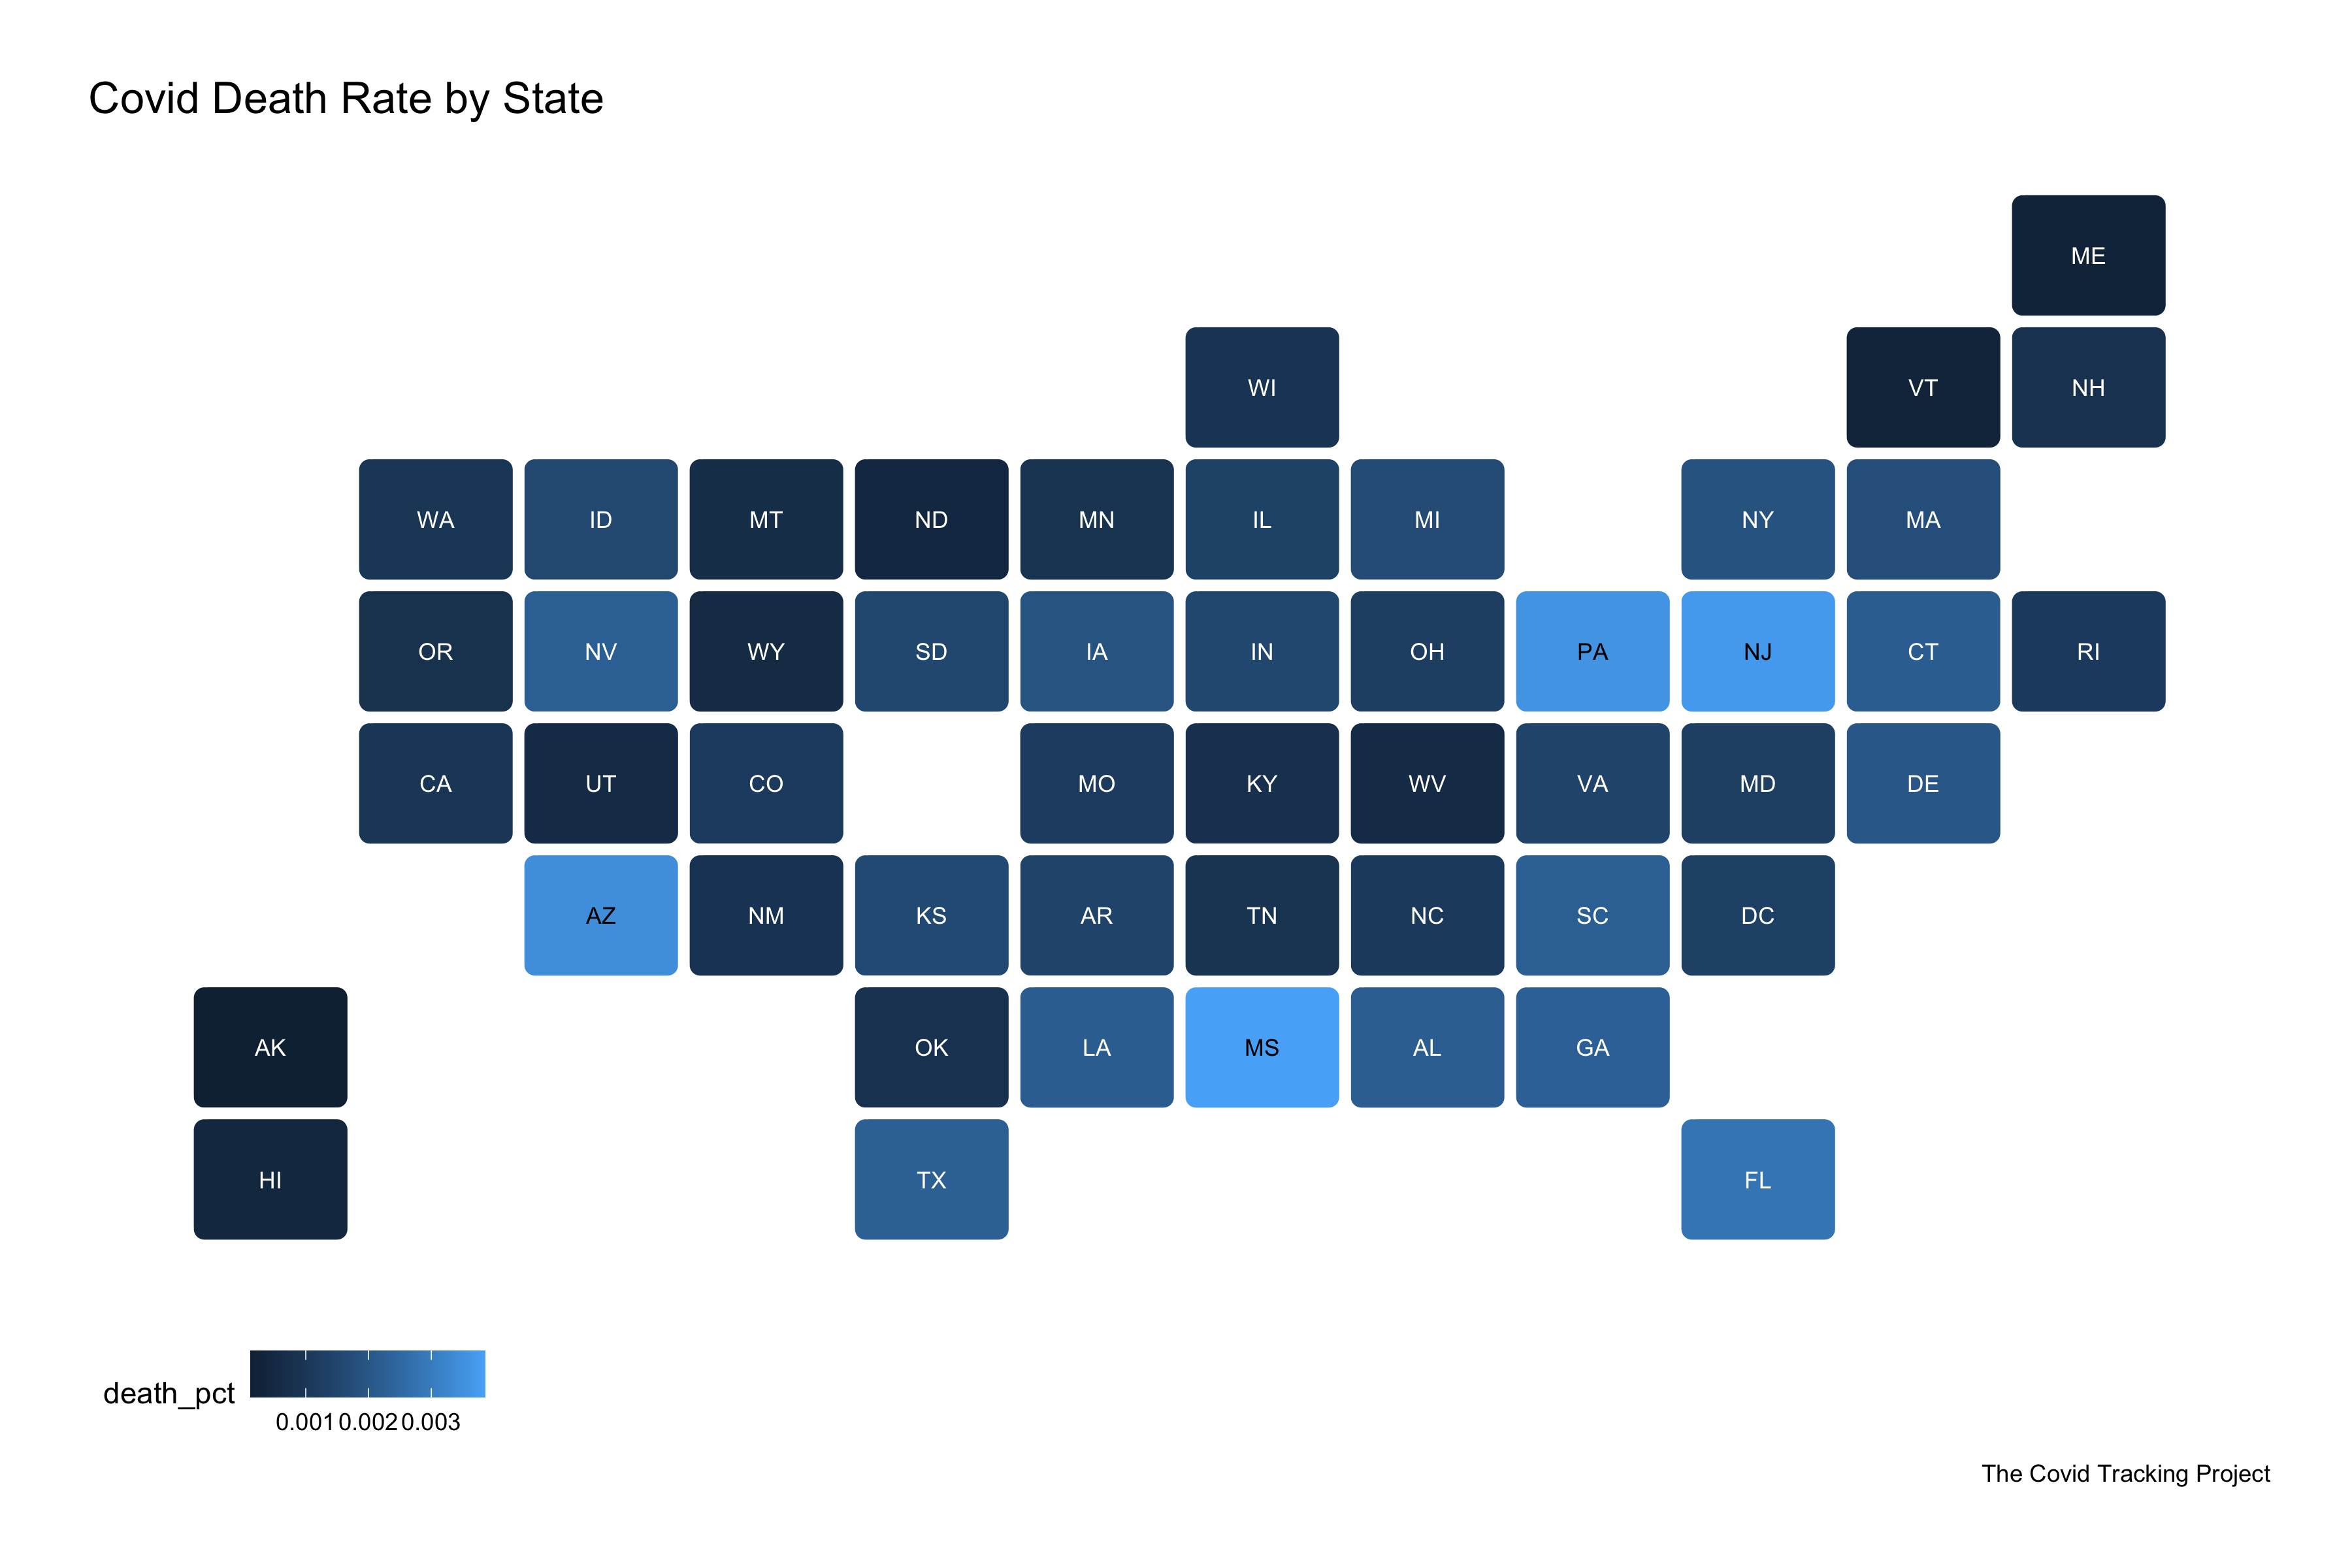 Covid Death Rate by State
ME
WI VT NH
WA ID MT ND MN IL MI NY MA
OR NV WY SD IA IN OH PA NJ CT RI
CA UT CO MO KY WV VA MD DE
AZ NM KS AR TN NC SC DC
AK OK LA MS AL GA
HI TX FL
death_pct
0.001 0.002 0.003
The Covid Tracking Project